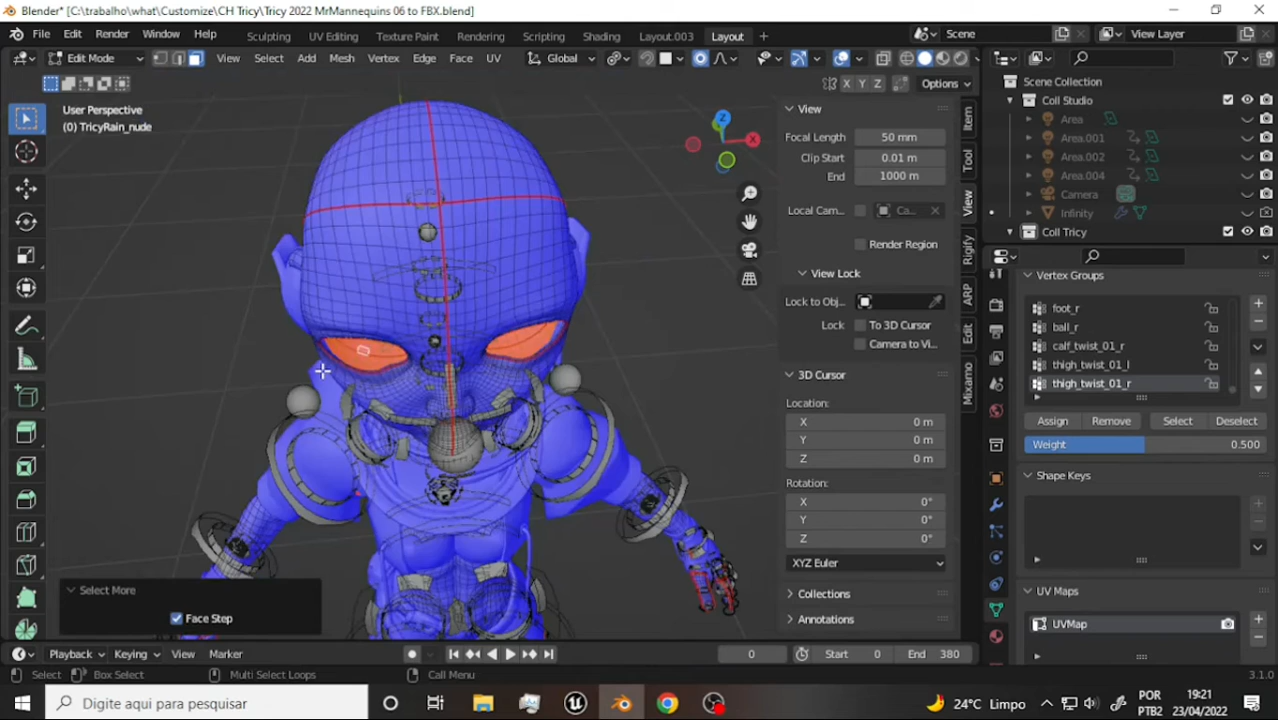 Blender* [C:\trabalho\what\Customize\CH Tricy\Tricy 2022 MrMannequins 06 to FBX.blend]
File Edit Render Window Help Sculpting UV Editing Texture Paint Rendering Compositing Scripting Shading Layout.003 Layout Scene View Layer
Edit Mode View Select Add Mesh Vertex Edge Face UV Global
X Y Z Options
User Perspective
(0) TricyRain_nude
Z
X
View
Focal Length 50 mm
Clip Start 0.01 m
End 1000 m
Local Cam... Ca...
Render Region
View Lock
Lock to Obj...
Lock To 3D Cursor
Camera to Vi...
3D Cursor
Location:
X 0 m
Y 0 m
Z 0 m
Rotation:
X 0°
Y 0°
Z 0°
XYZ Euler
Collections
Annotations
Item
Tool
View
Rigify
ARP
Edit
Mixamo
Scene Collection
Coll Studio
Area
Area.001
Area.002
Area.004
Camera
Infinity
Coll Tricy
Vertex Groups
foot_r
ball_r
calf_twist_01_r
thigh_twist_01_l
thigh_twist_01_r
Assign Remove Select Deselect
Weight 0.500
Shape Keys
UV Maps
UVMap
Select More
Face Step
Playback Keying View Marker 0 Start 0 End 380
Select Box Select Multi Select Loops Call Menu 3.1.0
Digite aqui para pesquisar
24°C Limpo
POR
PTB2
19:21
23/04/2022